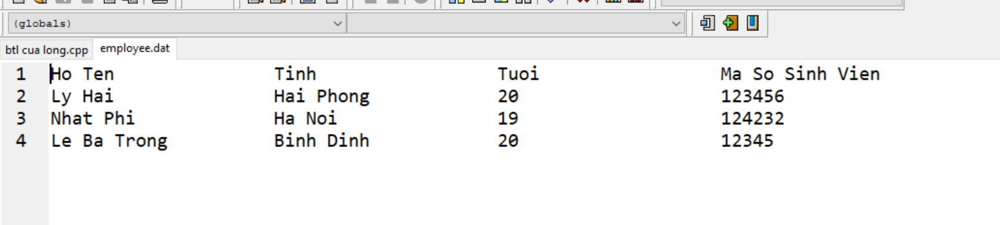 (globals)
btl cua long.cpp employee.dat
1 Ho Ten Tinh Tuoi Ma So Sinh Vien
2 Ly Hai Hai Phong 20 123456
3 Nhat Phi Ha Noi 19 124232
4 Le Ba Trong Binh Dinh 20 12345